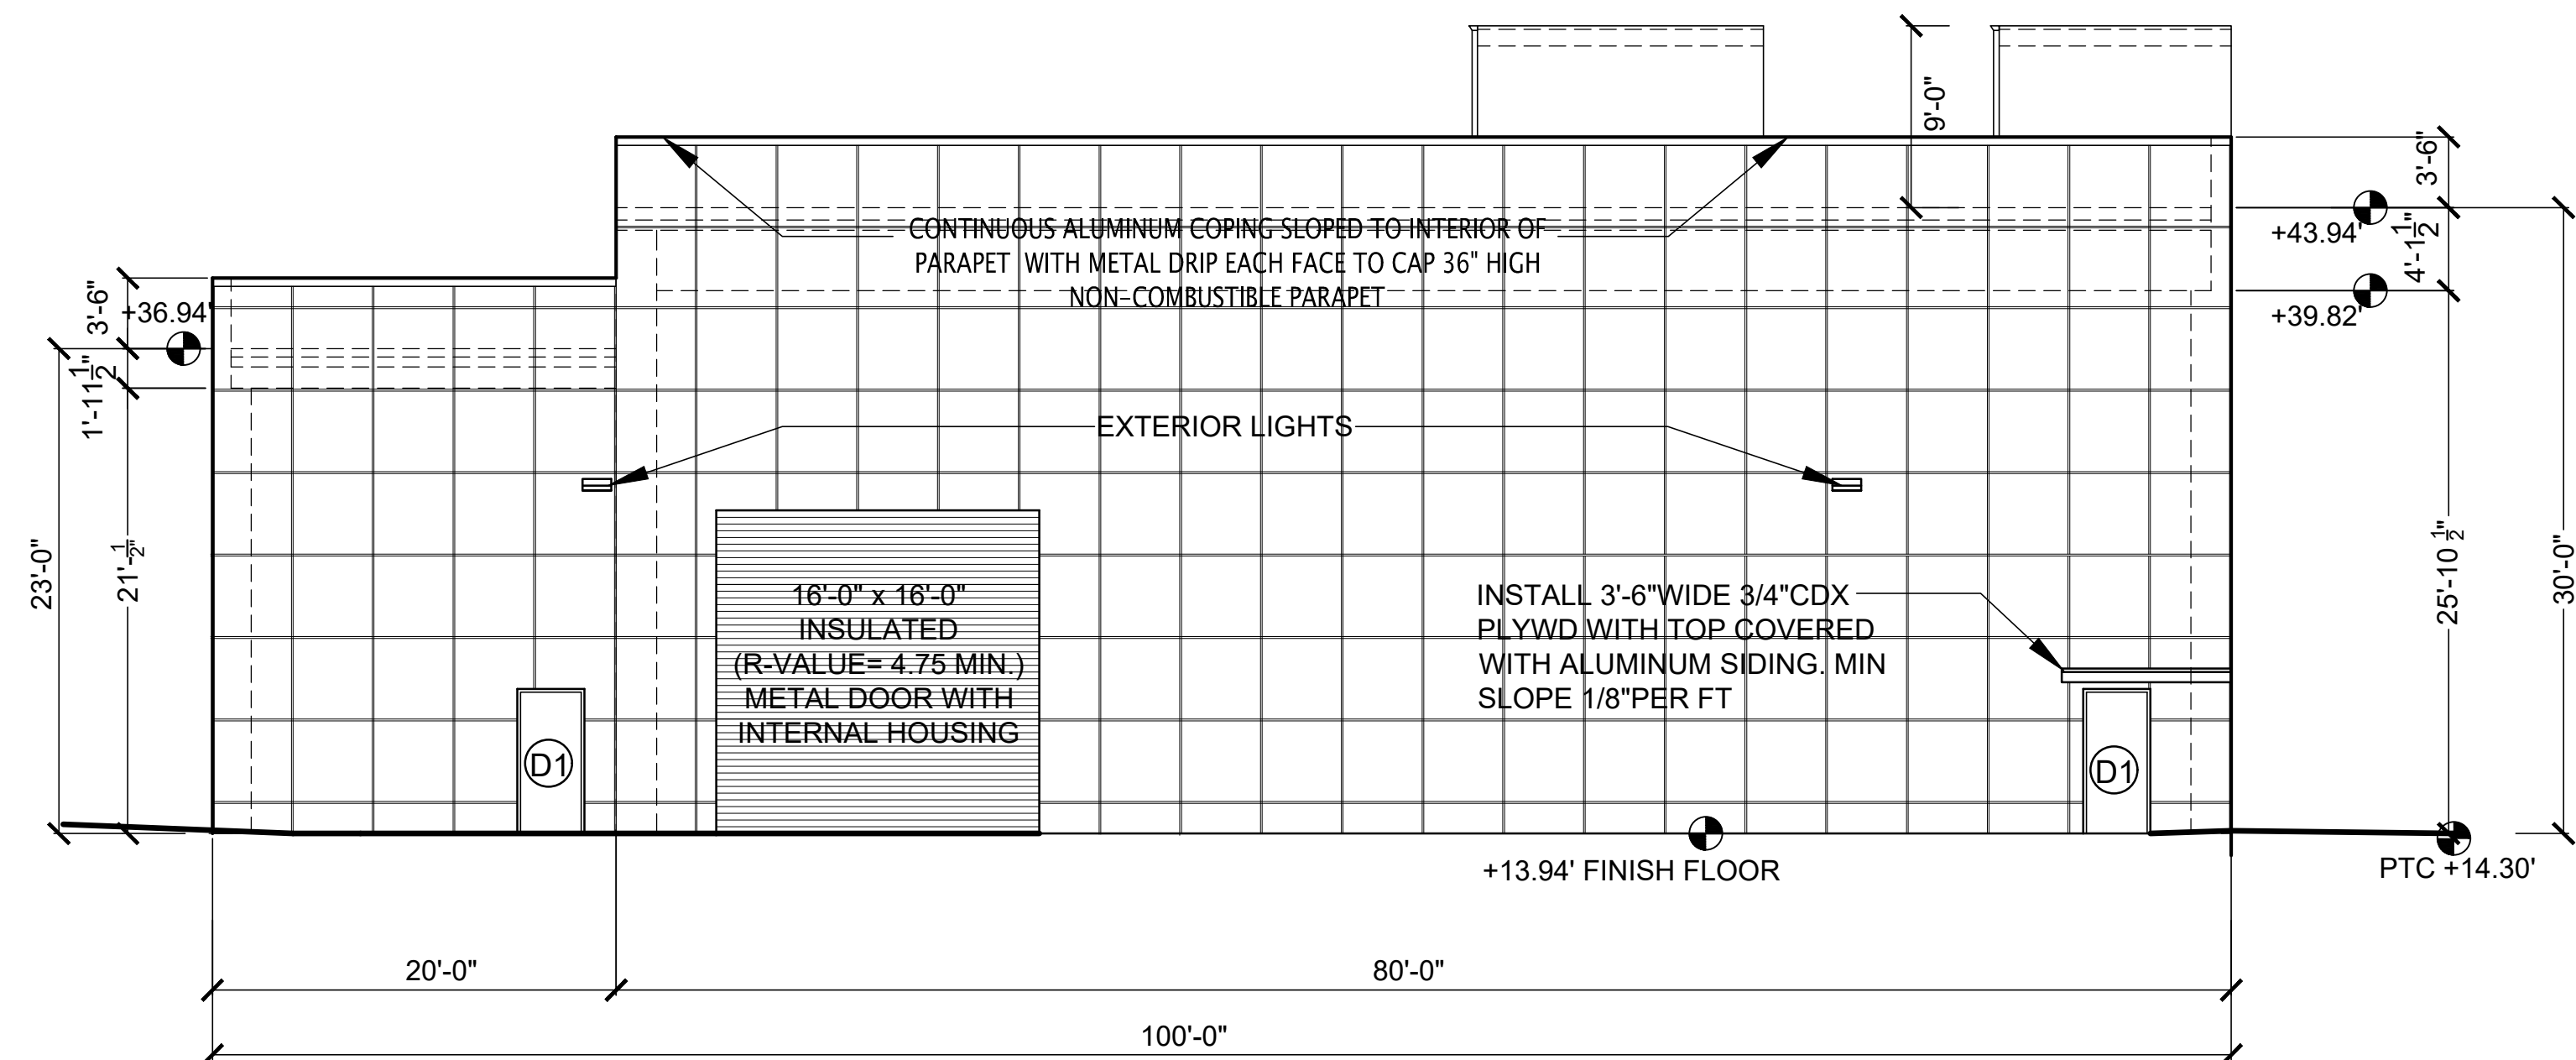 9'-0"
3'-6"
+43.94'
4'-1 1/2"
+39.82'
CONTINUOUS ALUMINUM COPING SLOPED TO INTERIOR OF
PARAPET WITH METAL DRIP EACH FACE TO CAP 36" HIGH
NON-COMBUSTIBLE PARAPET
3'-6"
+36.94'
1'-11 1/2"
EXTERIOR LIGHTS
23'-0"
21'-1/2"
16'-0" x 16'-0"
INSULATED
(R-VALUE= 4.75 MIN.)
METAL DOOR WITH
INTERNAL HOUSING
INSTALL 3'-6"WIDE 3/4"CDX
PLYWD WITH TOP COVERED
WITH ALUMINUM SIDING. MIN
SLOPE 1/8"PER FT
25'-10 1/2"
30'-0"
D1
D1
+13.94' FINISH FLOOR
PTC +14.30'
20'-0"
80'-0"
100'-0"